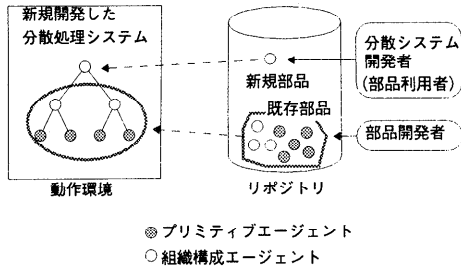 新規開発した
分散処理システム
動作環境
新規部品
既存部品
リポジトリ
分散システム
開発者
(部品利用者)
部品開発者
プリミティブエージェント
組織構成エージェント